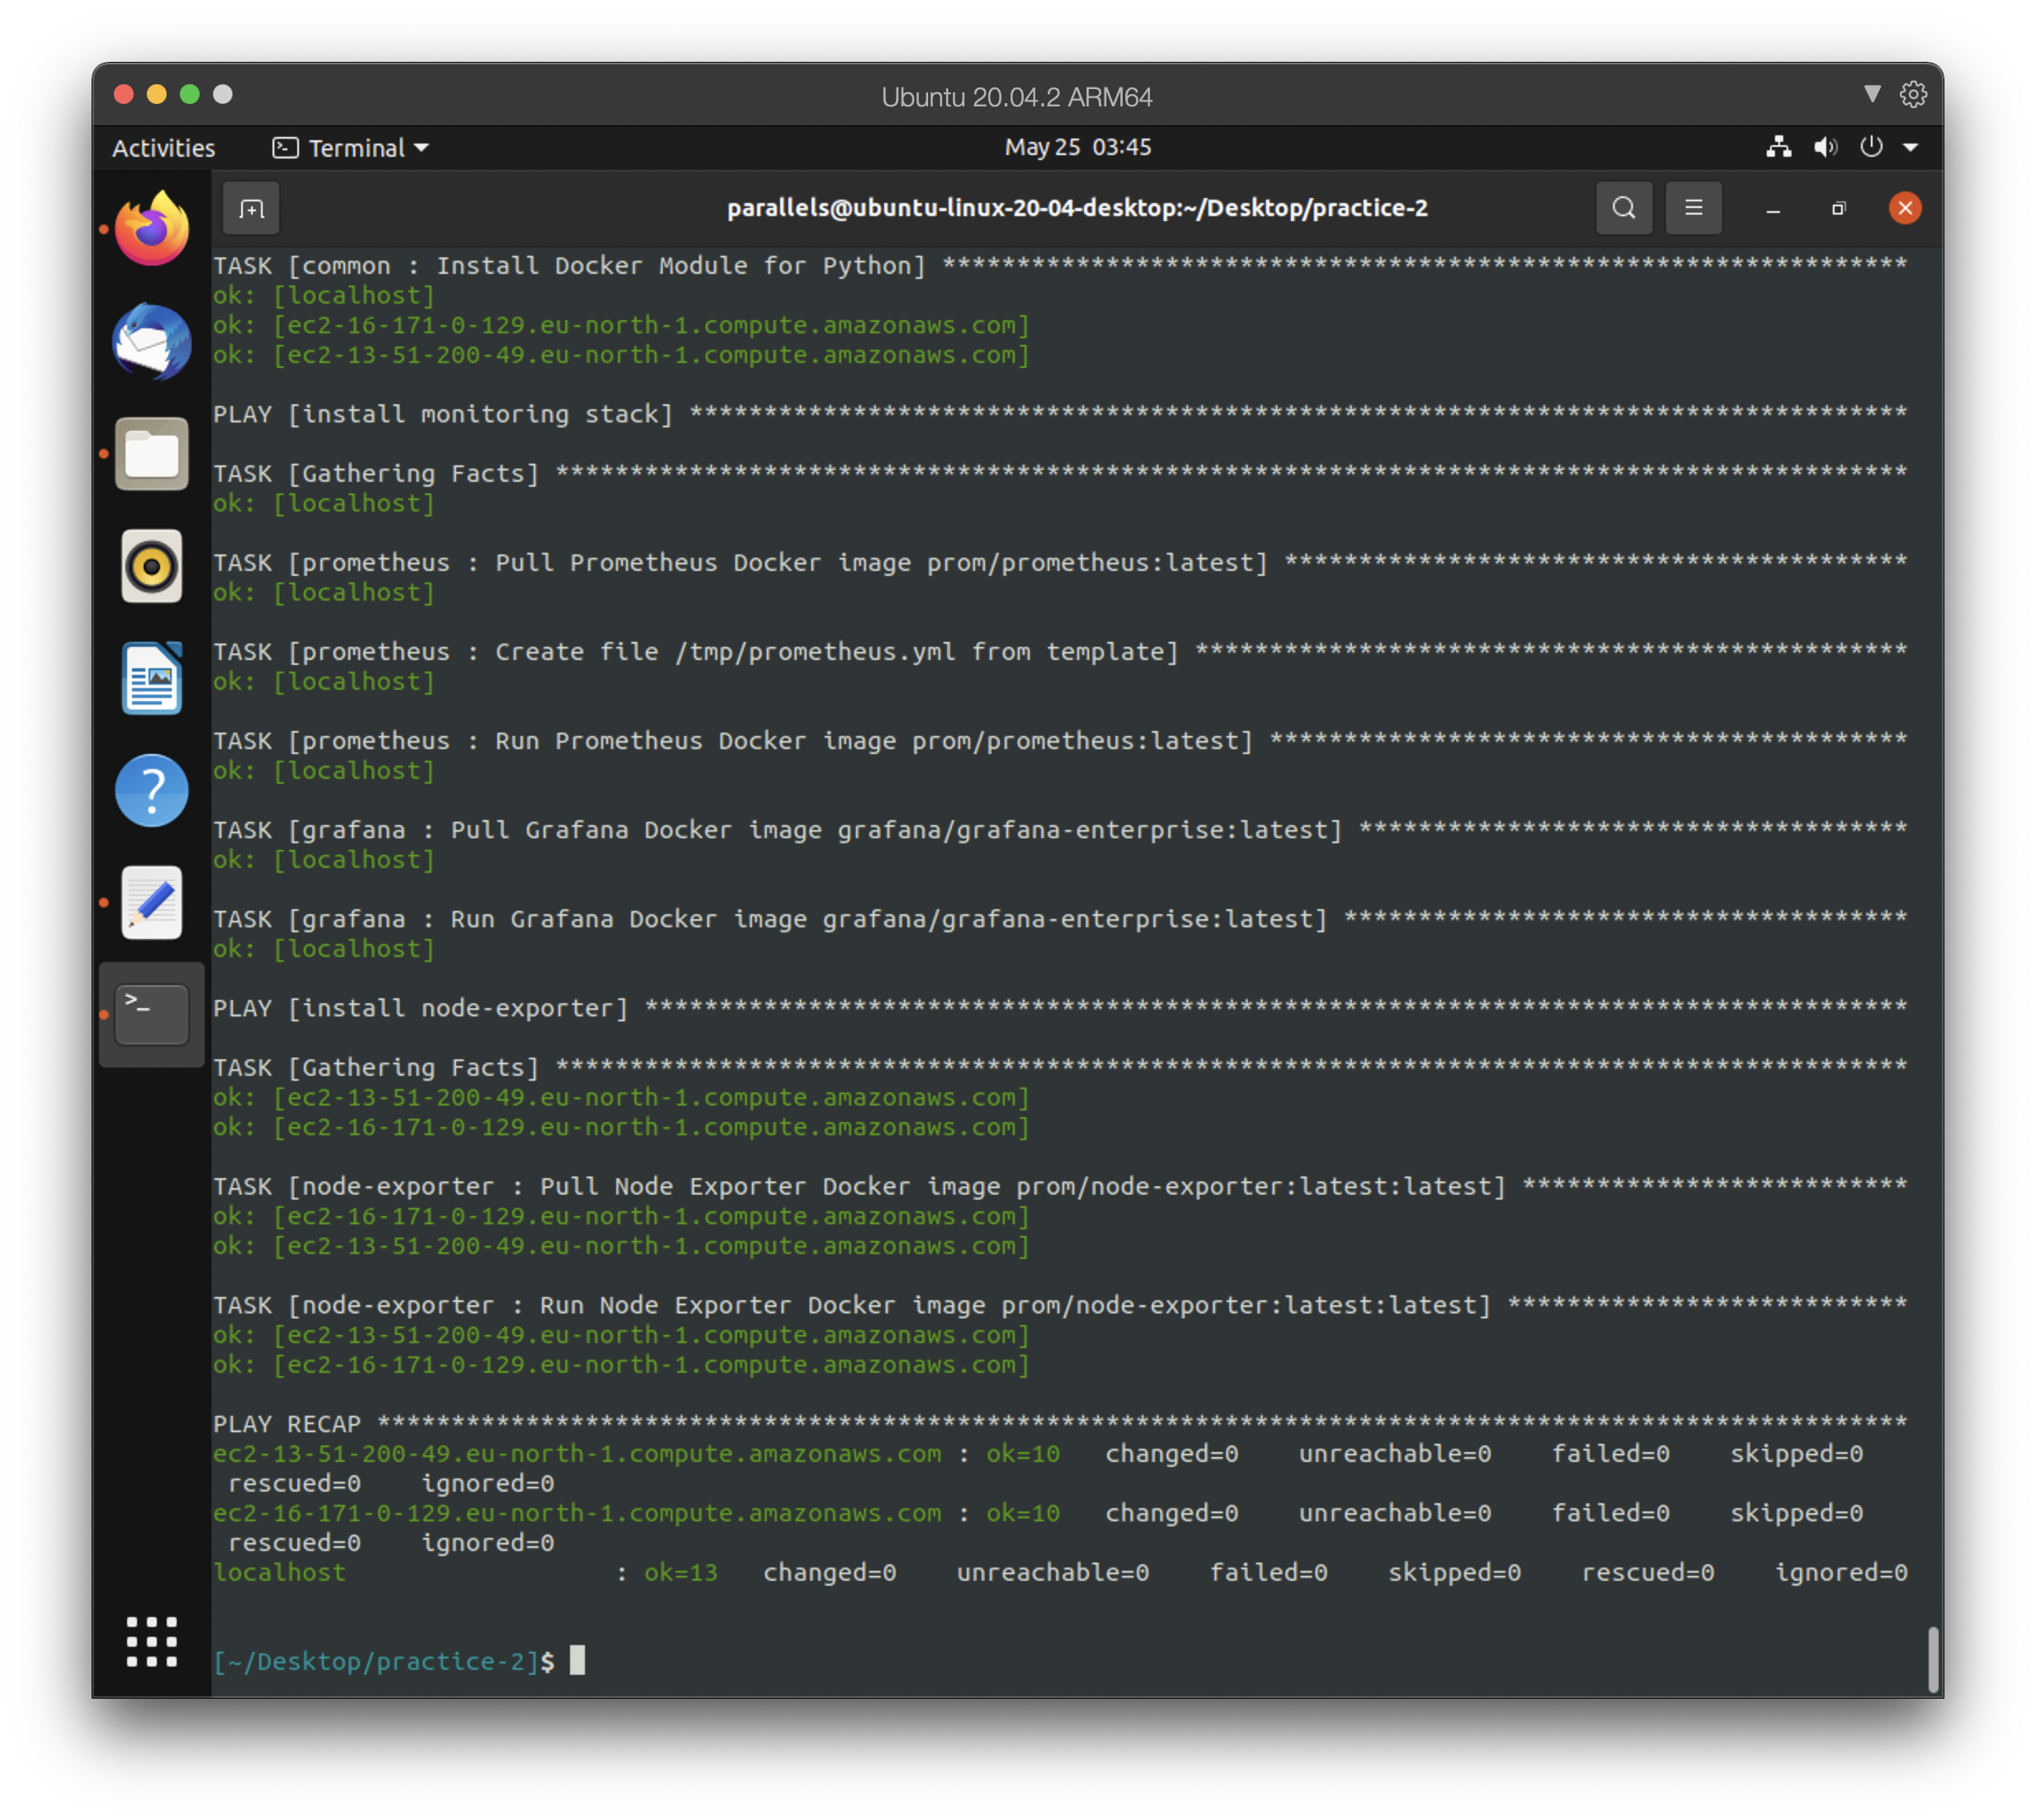 Ubuntu 20.04.2 ARM64
Activities Terminal May 25 03:45
parallels@ubuntu-linux-20-04-desktop:~/Desktop/practice-2
TASK [common : Install Docker Module for Python] *****************************************************************
ok: [localhost]
ok: [ec2-16-171-0-129.eu-north-1.compute.amazonaws.com]
ok: [ec2-13-51-200-49.eu-north-1.compute.amazonaws.com]
PLAY [install monitoring stack] **********************************************************************************
TASK [Gathering Facts] *******************************************************************************************
ok: [localhost]
TASK [prometheus : Pull Prometheus Docker image prom/prometheus:latest] ******************************************
ok: [localhost]
TASK [prometheus : Create file /tmp/prometheus.yml from template] ************************************************
ok: [localhost]
TASK [prometheus : Run Prometheus Docker image prom/prometheus:latest] *******************************************
ok: [localhost]
TASK [grafana : Pull Grafana Docker image grafana/grafana-enterprise:latest] *************************************
ok: [localhost]
TASK [grafana : Run Grafana Docker image grafana/grafana-enterprise:latest] **************************************
ok: [localhost]
PLAY [install node-exporter] *************************************************************************************
TASK [Gathering Facts] *******************************************************************************************
ok: [ec2-13-51-200-49.eu-north-1.compute.amazonaws.com]
ok: [ec2-16-171-0-129.eu-north-1.compute.amazonaws.com]
TASK [node-exporter : Pull Node Exporter Docker image prom/node-exporter:latest:latest] **************************
ok: [ec2-16-171-0-129.eu-north-1.compute.amazonaws.com]
ok: [ec2-13-51-200-49.eu-north-1.compute.amazonaws.com]
TASK [node-exporter : Run Node Exporter Docker image prom/node-exporter:latest:latest] ***************************
ok: [ec2-13-51-200-49.eu-north-1.compute.amazonaws.com]
ok: [ec2-16-171-0-129.eu-north-1.compute.amazonaws.com]
PLAY RECAP *******************************************************************************************************
ec2-13-51-200-49.eu-north-1.compute.amazonaws.com : ok=10 changed=0 unreachable=0 failed=0 skipped=0
rescued=0 ignored=0
ec2-16-171-0-129.eu-north-1.compute.amazonaws.com : ok=10 changed=0 unreachable=0 failed=0 skipped=0
rescued=0 ignored=0
localhost : ok=13 changed=0 unreachable=0 failed=0 skipped=0 rescued=0 ignored=0
[~/Desktop/practice-2]$